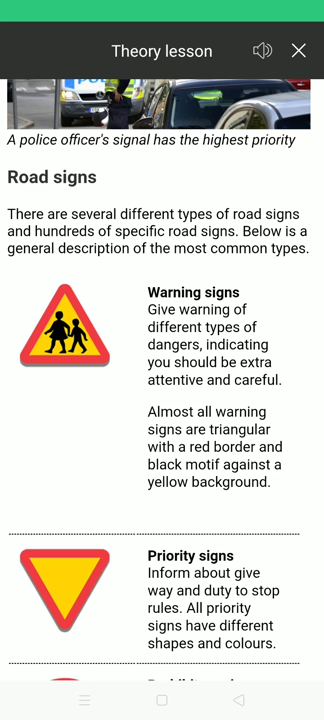 Theory lesson
A police officer's signal has the highest priority
Road signs
There are several different types of road signs
and hundreds of specific road signs. Below is a
general description of the most common types.
Warning signs
Give warning of
different types of
dangers, indicating
you should be extra
attentive and careful.
Almost all warning
signs are triangular
with a red border and
black motif against a
yellow background.
Priority signs
Inform about give
way and duty to stop
rules. All priority
signs have different
shapes and colours.